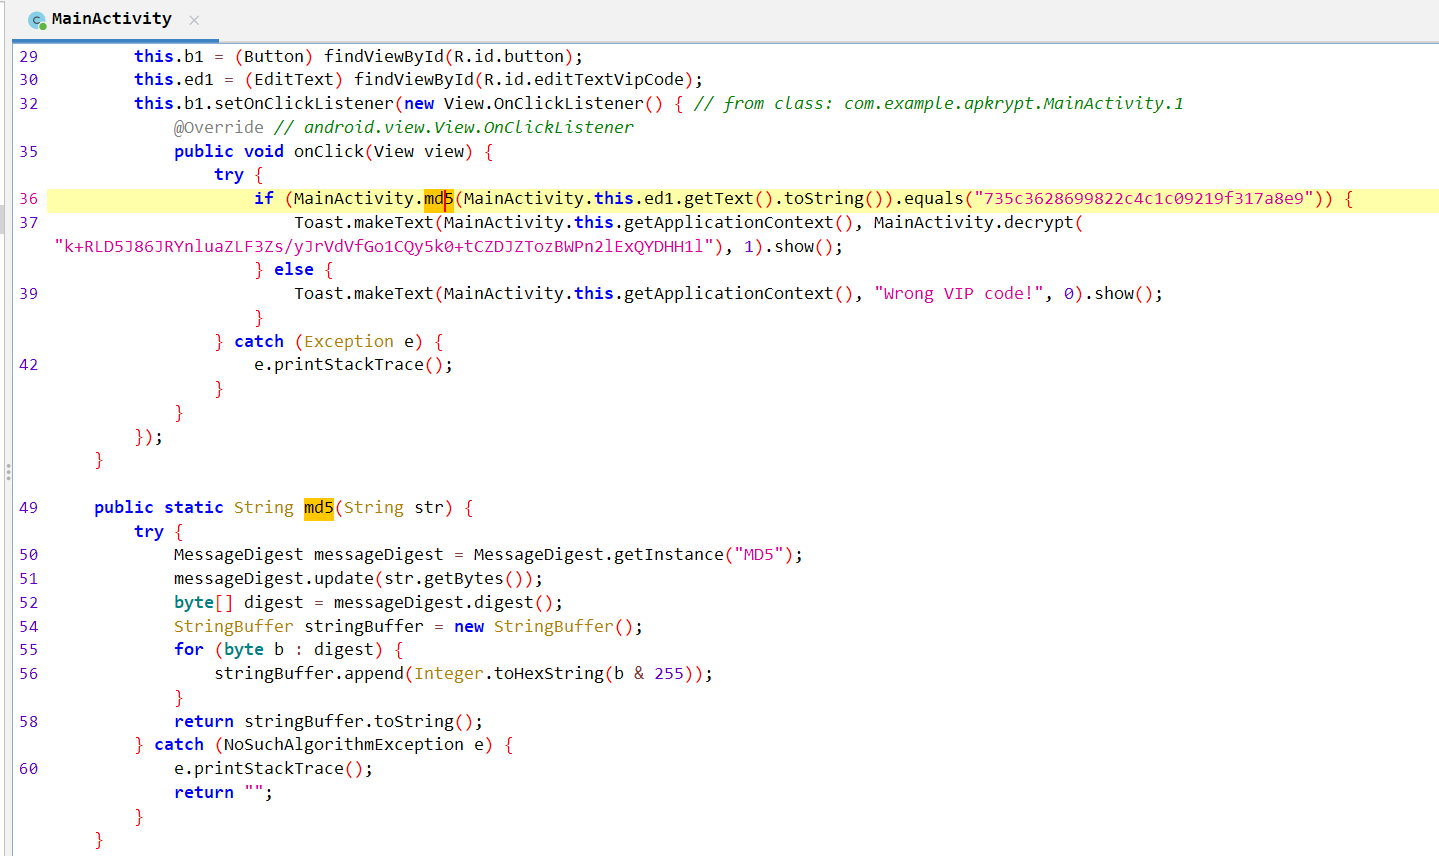 C MainActivity ×
29 this.b1 = (Button) findViewById(R.id.button);
30 this.ed1 = (EditText) findViewById(R.id.editTextVipCode);
32 this.b1.setOnClickListener(new View.OnClickListener() { // from class: com.example.apkrypt.MainActivity.1
@Override // android.view.View.OnClickListener
35 public void onClick(View view) {
try {
36 if (MainActivity.md5(MainActivity.this.ed1.getText().toString()).equals("735c3628699822c4c1c09219f317a8e9")) {
37 Toast.makeText(MainActivity.this.getApplicationContext(), MainActivity.decrypt(
"k+RLD5J86JRYnluaZLF3Zs/yJrVdVfGo1CQy5k0+tCZDJZTozBWPn2lExQYDHH1l"), 1).show();
} else {
39 Toast.makeText(MainActivity.this.getApplicationContext(), "Wrong VIP code!", 0).show();
}
} catch (Exception e) {
42 e.printStackTrace();
}
}
});
}
49 public static String md5(String str) {
try {
50 MessageDigest messageDigest = MessageDigest.getInstance("MD5");
51 messageDigest.update(str.getBytes());
52 byte[] digest = messageDigest.digest();
54 StringBuffer stringBuffer = new StringBuffer();
55 for (byte b : digest) {
56 stringBuffer.append(Integer.toHexString(b & 255));
}
58 return stringBuffer.toString();
} catch (NoSuchAlgorithmException e) {
60 e.printStackTrace();
return "";
}
}